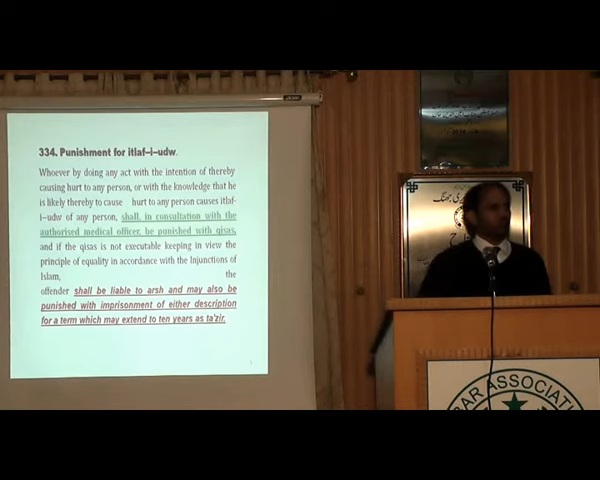 334. Punishment for itlaf-i-udw.
Whoever by doing any act with the intention of thereby
causing hurt to any person, or with the knowledge that he
is likely thereby to cause hurt to any person causes itlaf-
i-udw of any person, shall, in consultation with the
authorised medical officer, be punished with qisas,
and if the qisas is not executable keeping in view the
principle of equality in accordance with the Injunctions of
Islam, the
offender shall be liable to arsh and may also be
punished with imprisonment of either description
for a term which may extend to ten years as ta'zir.
BAR ASSOCIATI